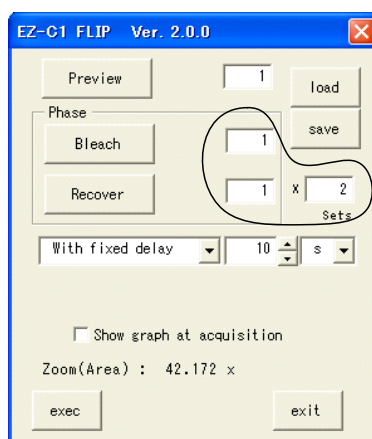 EZ-C1 FLIP Ver. 2.0.0
Preview 1 load
Phase
Bleach 1 save
Recover 1 x 2
Sets
With fixed delay 10 s
Show graph at acquisition
Zoom(Area) : 42.172 x
exec exit